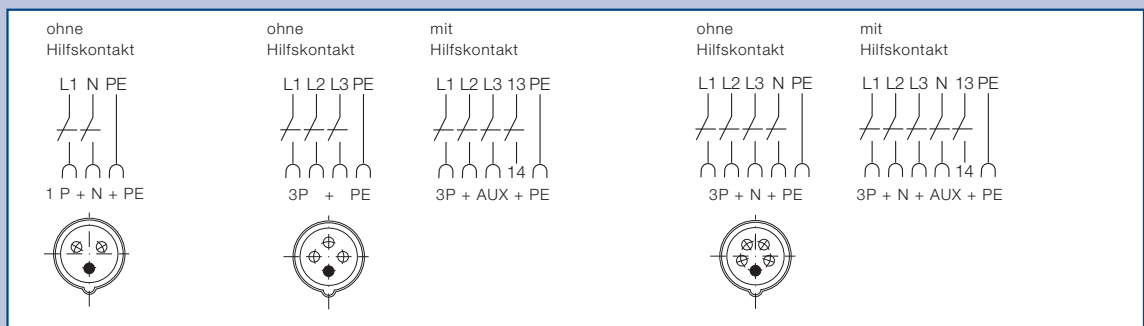 ohne
Hilfskontakt
L1 N PE
1 P + N + PE
ohne
Hilfskontakt
L1 L2 L3 PE
3P + PE
mit
Hilfskontakt
L1 L2 L3 13 PE
14
3P + AUX + PE
ohne
Hilfskontakt
L1 L2 L3 N PE
3P + N + PE
mit
Hilfskontakt
L1 L2 L3 N 13 PE
14
3P + N + AUX + PE